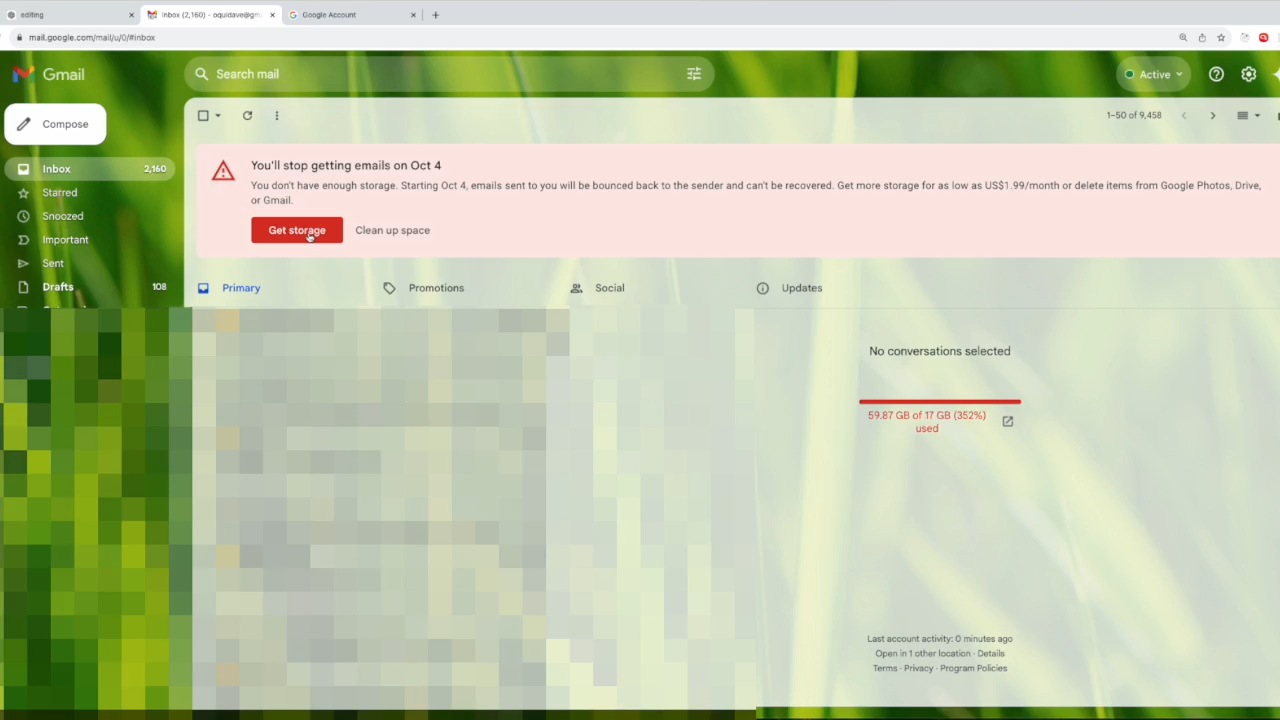 editing
Inbox (2,160) - oquidave@gm
Google Account
mail.google.com/mail/u/0/#inbox
Gmail
Search mail
Active
Compose
1–50 of 9,458
Inbox 2,160
Starred
Snoozed
Important
Sent
Drafts 108
You'll stop getting emails on Oct 4
You don't have enough storage. Starting Oct 4, emails sent to you will be bounced back to the sender and can't be recovered. Get more storage for as low as US$1.99/month or delete items from Google Photos, Drive,
or Gmail.
Get storage Clean up space
Primary Promotions Social Updates
No conversations selected
59.87 GB of 17 GB (352%)
used
Last account activity: 0 minutes ago
Open in 1 other location · Details
Terms · Privacy · Program Policies